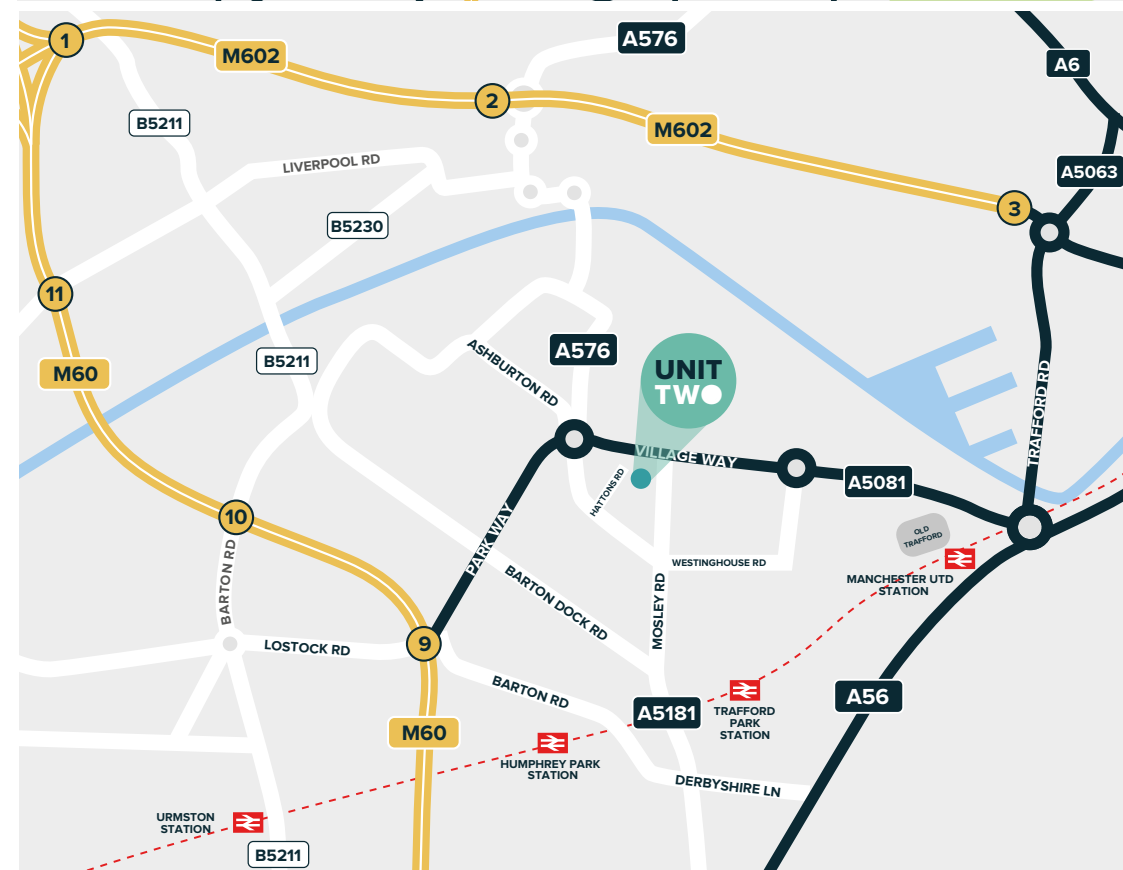 1
M602
2
A576
M602
A6
B5211
LIVERPOOL RD
A5063
3
B5230
11
M60
B5211
ASHBURTON RD
A576
UNIT
TWO
TRAFFORD RD
VILLAGE WAY
A5081
HATTONS RD
10
PARK WAY
OLD
TRAFFORD
BARTON RD
BARTON DOCK RD
MOSLEY RD
WESTINGHOUSE RD
MANCHESTER UTD
STATION
LOSTOCK RD
9
BARTON RD
A5181
A56
TRAFFORD
PARK
STATION
M60
HUMPHREY PARK
STATION
DERBYSHIRE LN
URMSTON
STATION
B5211